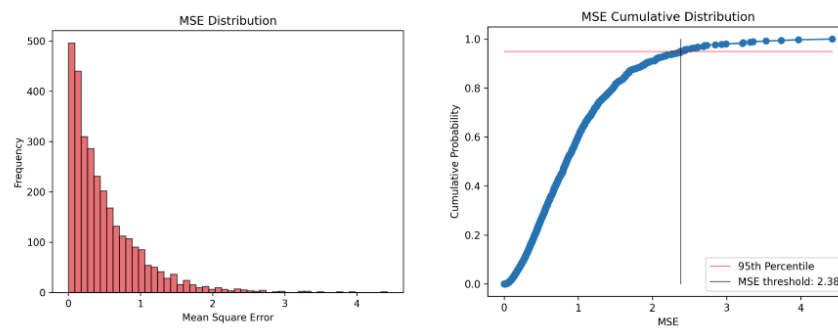 MSE Distribution
500
400
300
200
100
0
Frequency
0
1
2
3
4
Mean Square Error
MSE Cumulative Distribution
1.0
0.8
0.6
0.4
0.2
0.0
Cumulative Probability
95th Percentile
MSE threshold: 2.38
0
1
2
3
4
MSE